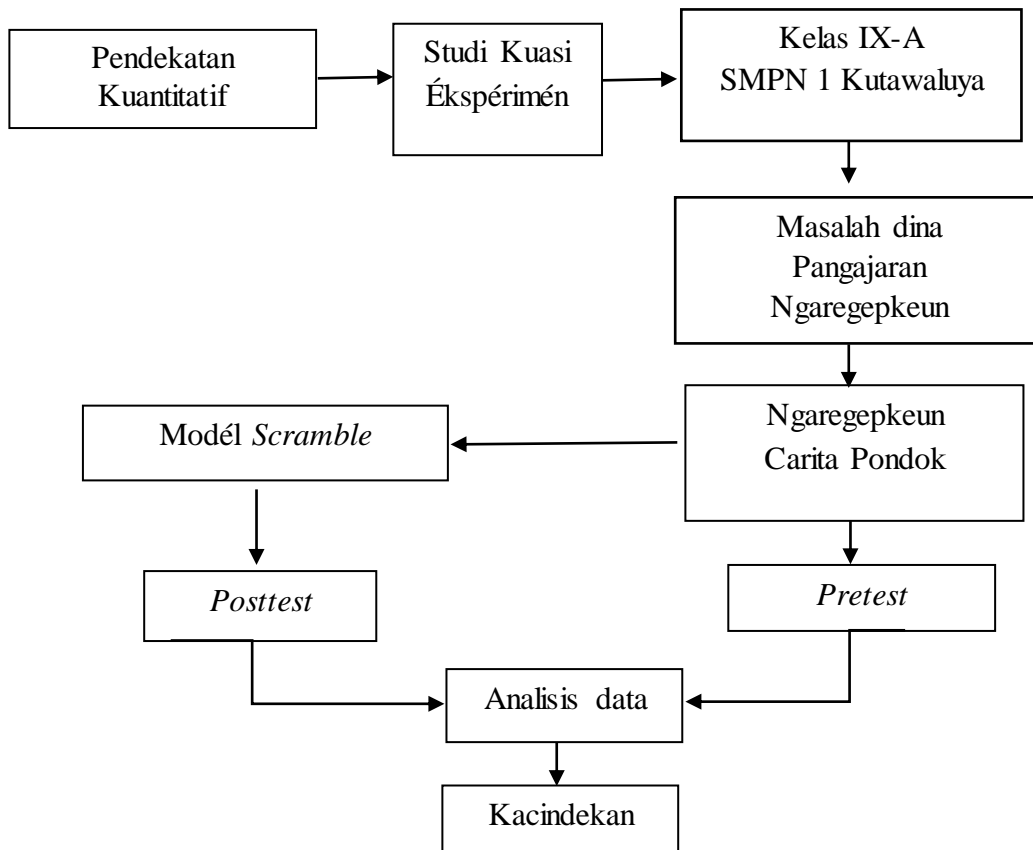 Pendekatan
Kuantitatif
Studi Kuasi
Ékspérimén
Kelas IX-A
SMPN 1 Kutawaluya
Masalah dina
Pangajaran
Ngaregepkeun
Ngaregepkeun
Carita Pondok
Modél Scramble
Posttest
Pretest
Analisis data
Kacindekan